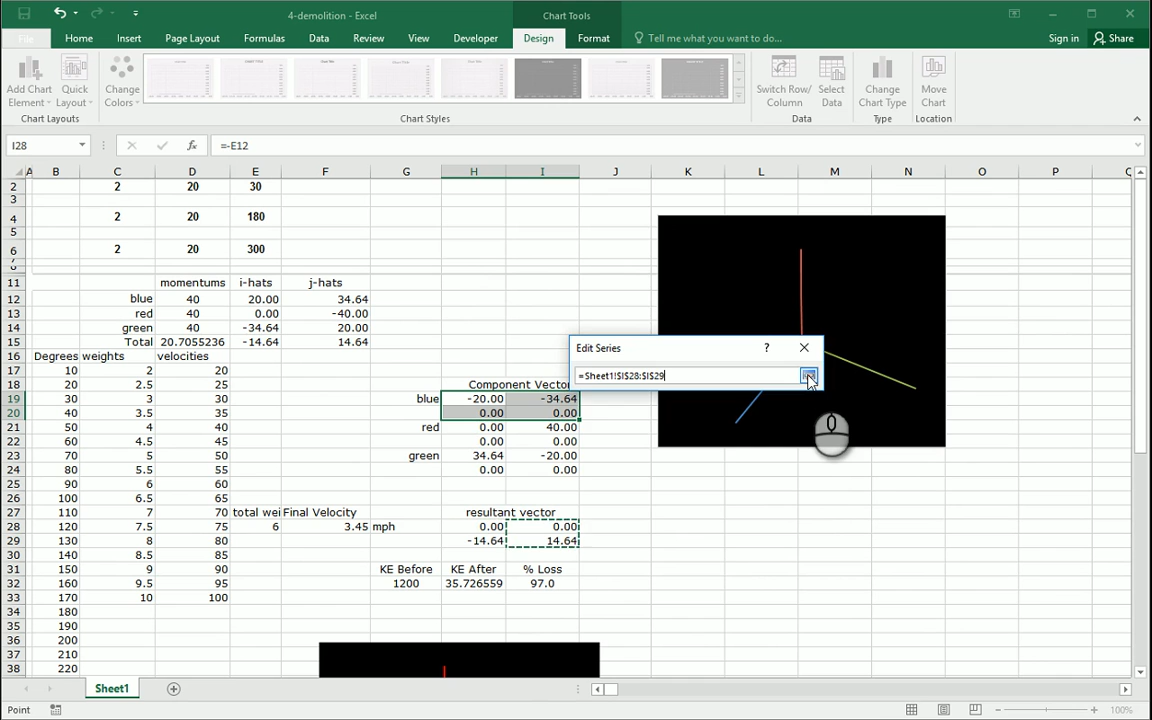 4-demolition - Excel
Chart Tools
File Home Insert Page Layout Formulas Data Review View Developer Design Format Tell me what you want to do... Sign in Share
Add Chart Element Quick Layout Change Colors Switch Row/Column Select Data Change Chart Type Move Chart
Chart Layouts Chart Styles Data Type Location
I28 fx =-E12
A B C D E F G H I J K L M N O P Q
2 2 20 30
3
4 2 20 180
5
6 2 20 300
11 momentums i-hats j-hats
12 blue 40 20.00 34.64
13 red 40 0.00 -40.00
14 green 40 -34.64 20.00
15 Total 20.7055236 -14.64 14.64
16 Degrees weights velocities
17 10 2 20
18 20 2.5 25 Component Vector
19 30 3 30 blue -20.00 -34.64
20 40 3.5 35 0.00 0.00
21 50 4 40 red 0.00 40.00
22 60 4.5 45 0.00 0.00
23 70 5 50 green 34.64 -20.00
24 80 5.5 55 0.00 0.00
25 90 6 60
26 100 6.5 65
27 110 7 70 total wei Final Velocity resultant vector
28 120 7.5 75 6 3.45 mph 0.00 0.00
29 130 8 80 -14.64 14.64
30 140 8.5 85
31 150 9 90 KE Before KE After % Loss
32 160 9.5 95 1200 35.726559 97.0
33 170 10 100
34 180
35 190
36 200
37 210
38 220
Edit Series ?
=Sheet1!$I$28:$I$29
0
Sheet1
Point 100%